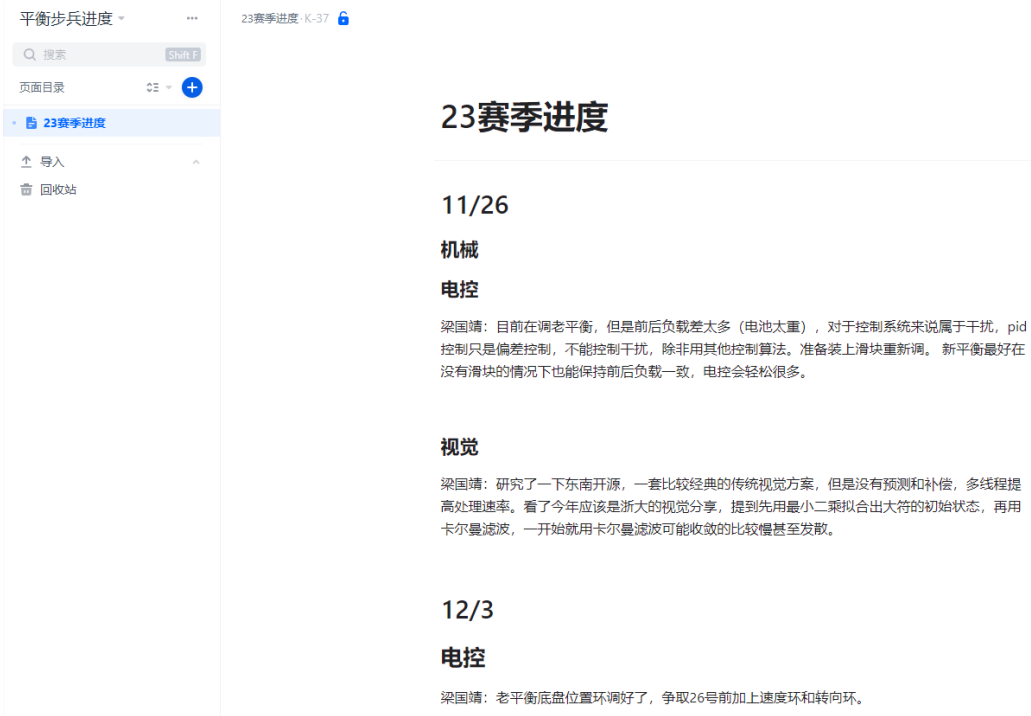 平衡步兵进度
23赛季进度·K-37
搜索
Shift F
页面目录
23赛季进度
导入
回收站
23赛季进度
11/26
机械
电控
梁国靖：目前在调老平衡，但是前后负载差太多（电池太重），对于控制系统来说属于干扰，pid
控制只是偏差控制，不能控制干扰，除非用其他控制算法。准备装上滑块重新调。 新平衡最好在
没有滑块的情况下也能保持前后负载一致，电控会轻松很多。
视觉
梁国靖：研究了一下东南开源，一套比较经典的传统视觉方案，但是没有预测和补偿，多线程提
高处理速率。看了今年应该是浙大的视觉分享，提到先用最小二乘拟合出大符的初始状态，再用
卡尔曼滤波，一开始就用卡尔曼滤波可能收敛的比较慢甚至发散。
12/3
电控
梁国靖：老平衡底盘位置环调好了，争取26号前加上速度环和转向环。